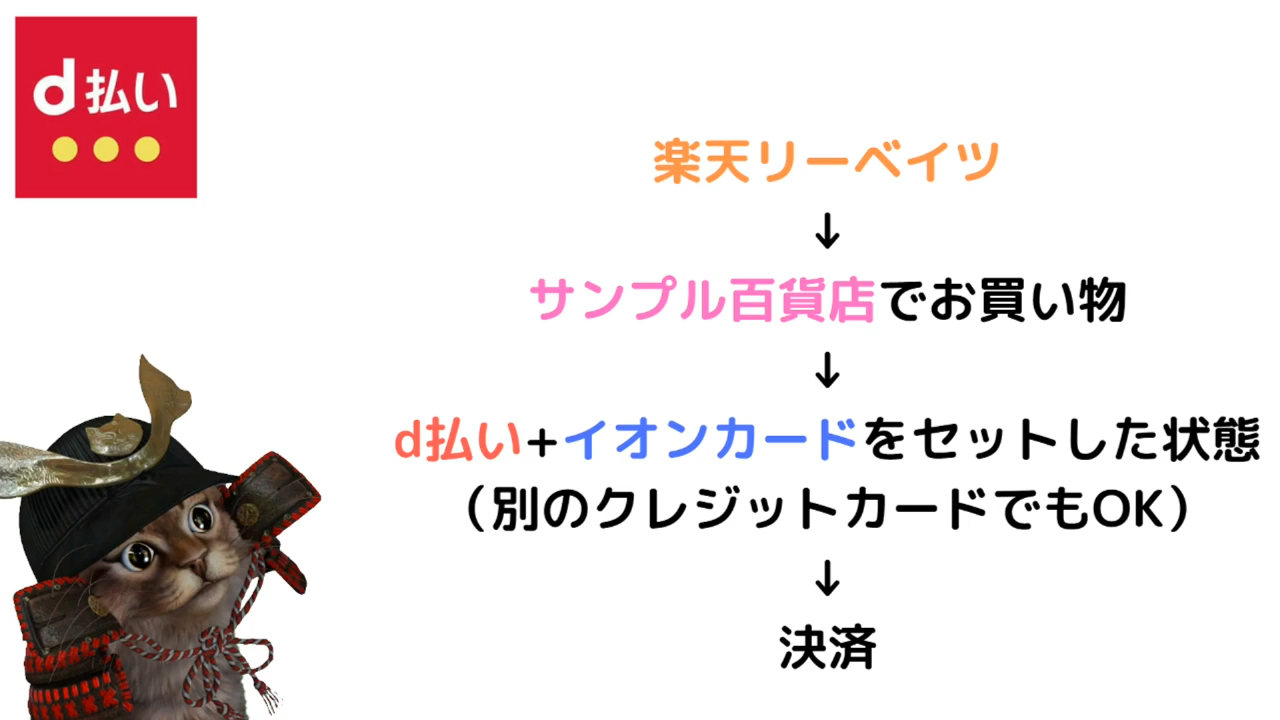 d払い
楽天リーベイツ
↓
サンプル百貨店でお買い物
↓
d払い+イオンカードをセットした状態
（別のクレジットカードでもOK）
↓
決済